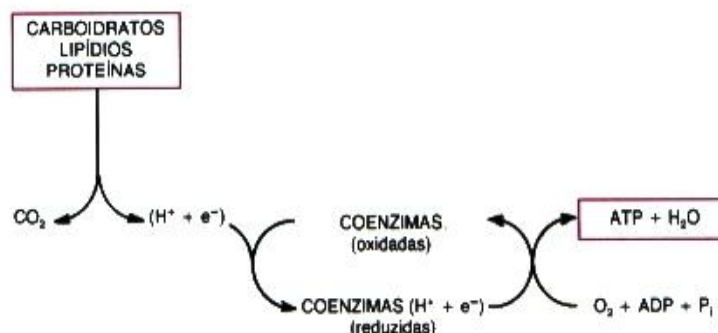 CARBOIDRATOS
LIPÍDIOS
PROTEÍNAS
CO₂
(H⁺ + e⁻)
COENZIMAS
(oxidadas)
ATP + H₂O
COENZIMAS (H⁺ + e⁻)
(reduzidas)
O₂ + ADP + Pᵢ